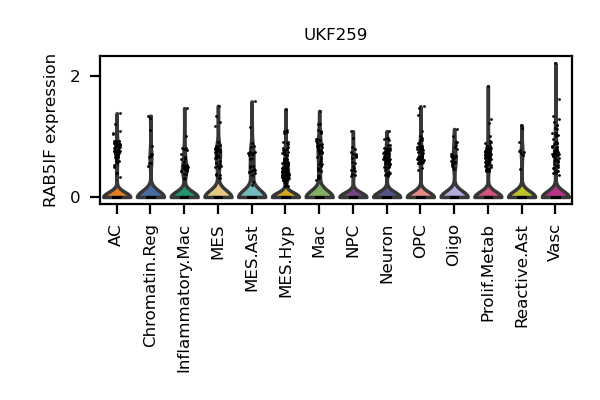 UKF259
RAB5IF expression
2
0
AC
Chromatin.Reg
Inflammatory.Mac
MES
MES.Ast
MES.Hyp
Mac
NPC
Neuron
OPC
Oligo
Prolif.Metab
Reactive.Ast
Vasc